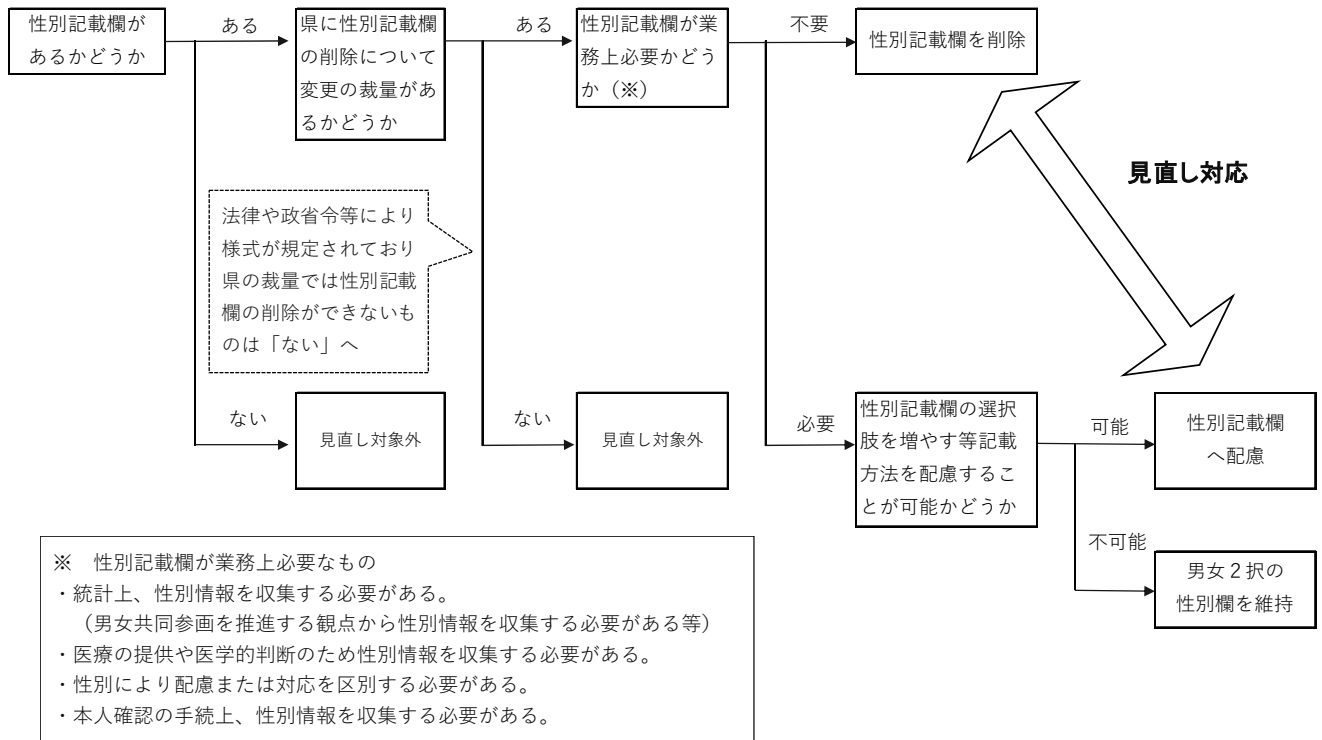 性別記載欄が
あるかどうか
ある
県に性別記載欄
の削除について
変更の裁量があ
るかどうか
ある
性別記載欄が業
務上必要かどう
か（※）
不要
性別記載欄を削除
見直し対応
法律や政省令等により
様式が規定されており
県の裁量では性別記載
欄の削除ができないも
のは「ない」へ
ない
見直し対象外
ない
見直し対象外
必要
性別記載欄の選択
肢を増やす等記載
方法を配慮するこ
とが可能かどうか
可能
性別記載欄
へ配慮
不可能
男女２択の
性別欄を維持
※　性別記載欄が業務上必要なもの
・統計上、性別情報を収集する必要がある。
（男女共同参画を推進する観点から性別情報を収集する必要がある等）
・医療の提供や医学的判断のため性別情報を収集する必要がある。
・性別により配慮または対応を区別する必要がある。
・本人確認の手続上、性別情報を収集する必要がある。